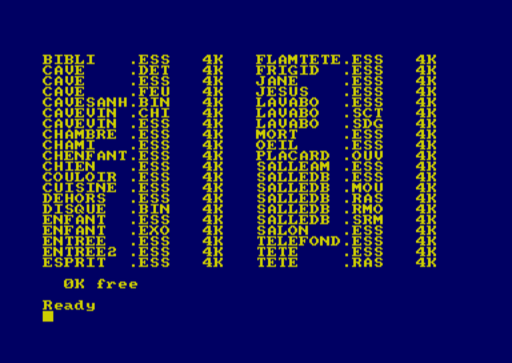 BIBLI   .ESS   4K   FLAMTETE.ESS   4K
CAVE    .DET   4K   FRIGID  .ESS   4K
CAVE    .ESS   4K   JANE    .ESS   4K
CAVE    .FEU   4K   JESUS   .ESS   4K
CAVESANH.BIN   4K   LAVABO  .ESS   4K
CAVEVIN .CHI   4K   LAVABO  .SCT   4K
CAVEVIN .ESS   4K   LAVABO  .SDC   4K
CHAMBRE .ESS   4K   MORT    .ESS   4K
CHAMI   .ESS   4K   OEIL    .ESS   4K
CHENFANT.ESS   4K   PLACARD .OUV   4K
CHIEN   .ESS   4K   SALLEAM .ESS   4K
COULOIR .ESS   4K   SALLEDB .ESS   4K
CUISINE .ESS   4K   SALLEDB .MOU   4K
DEHORS  .ESS   4K   SALLEDB .RAS   4K
DISQUE  .BIN   4K   SALLEDB .RMO   4K
ENFANT  .ESS   4K   SALLEDB .SRM   4K
ENFANT  .EXO   4K   SALON   .ESS   4K
ENTREE  .ESS   4K   TELEFOND.ESS   4K
ENTREE2 .ESS   4K   TETE    .ESS   4K
ESPRIT  .ESS   4K   TETE    .RAS   4K
0K free
Ready